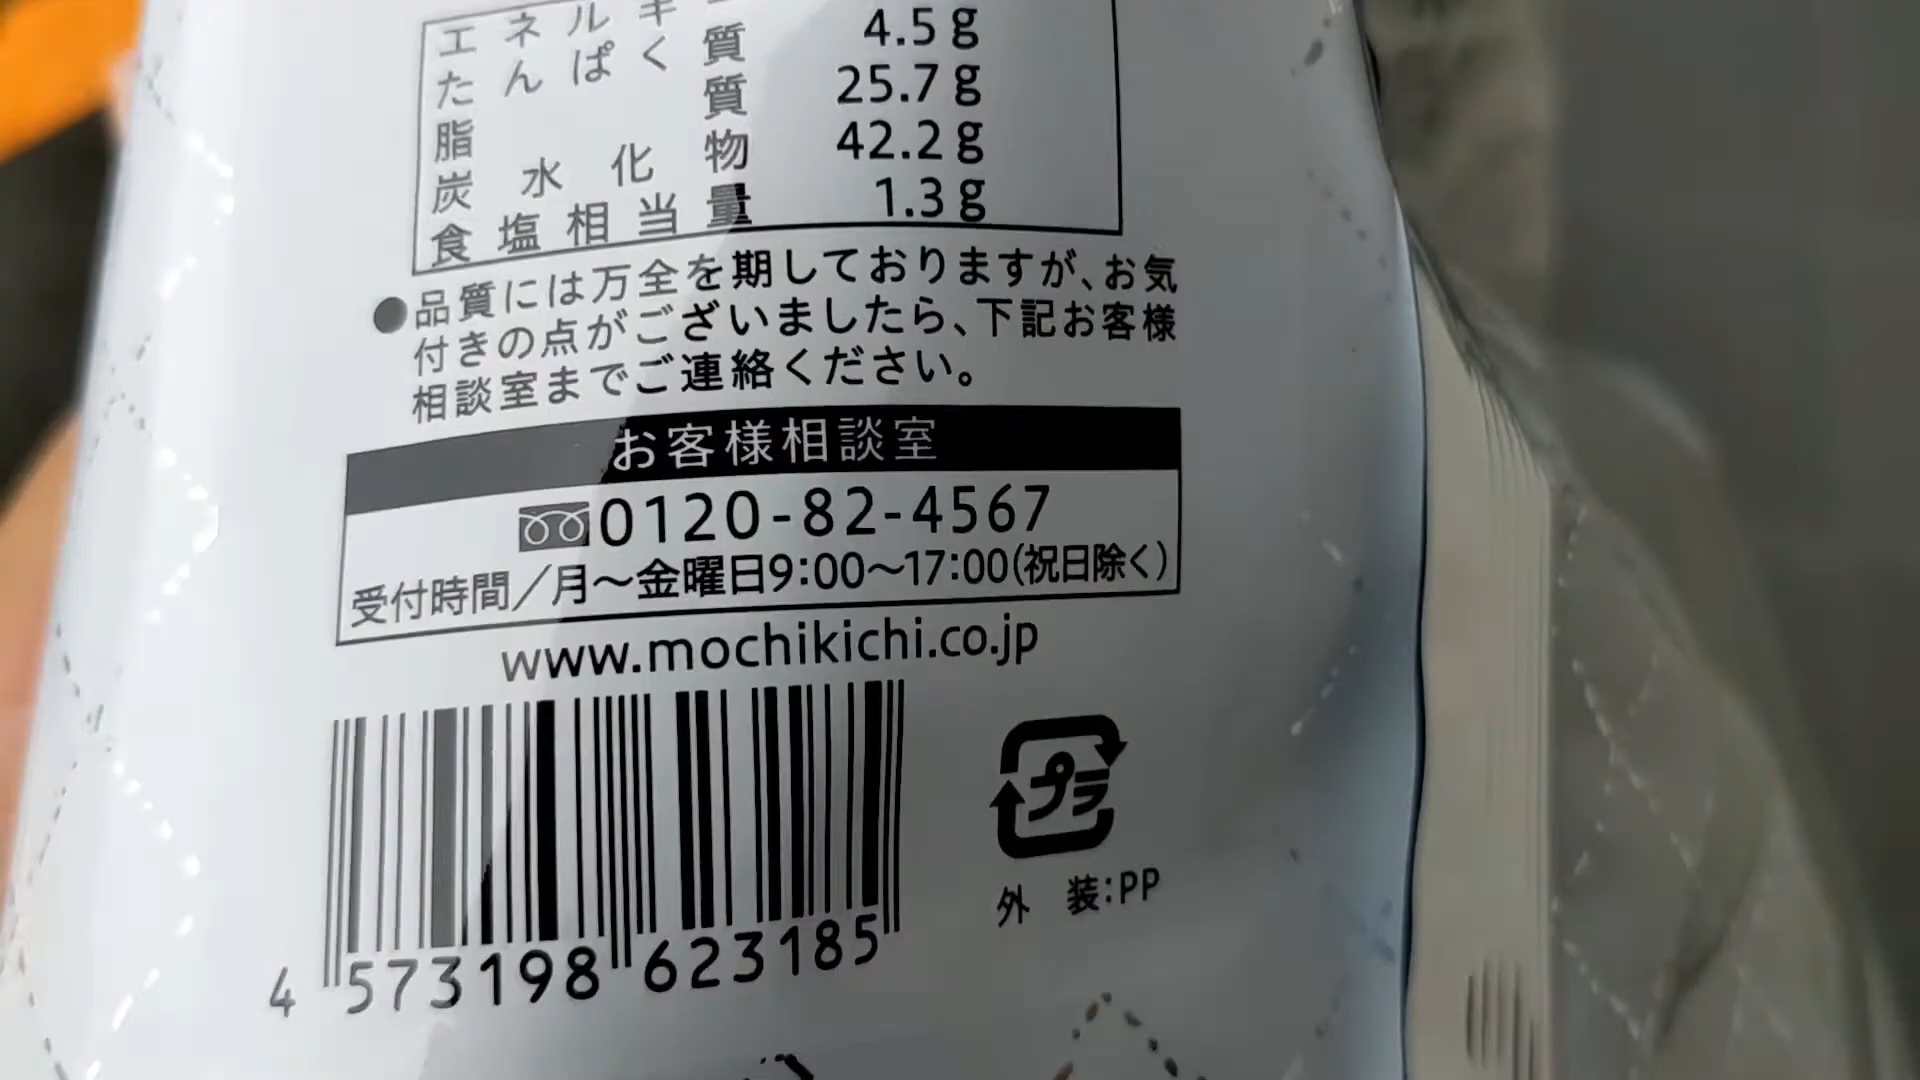 エネルギー
たんぱく質 4.5g
脂質 25.7g
炭水化物 42.2g
食塩相当量 1.3g
●品質には万全を期しておりますが、お気
付きの点がございましたら、下記お客様
相談室までご連絡ください。
お客様相談室
0120-82-4567
受付時間／月～金曜日9:00～17:00(祝日除く)
www.mochikichi.co.jp
4 573198 623185
プラ
外 装:PP